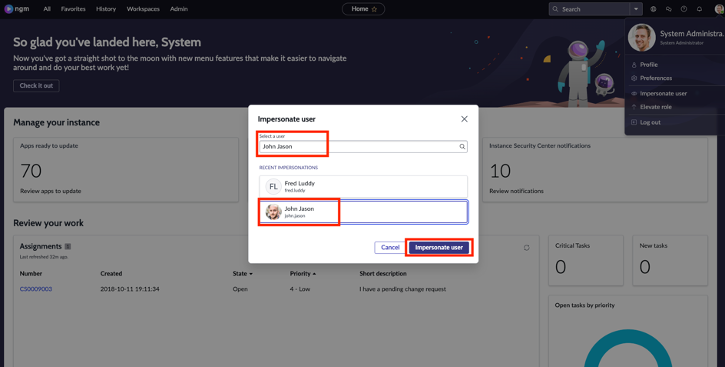 ngm All Favorites History Workspaces Admin Home Search
System Administra
System Administrator
Profile
Preferences
Impersonate user
Elevate role
Log out
So glad you've landed here, System
Now you've got a straight shot to the moon with new menu features that make it easier to navigate
around and do your best work yet!
Check it out
Manage your instance
Apps ready to update
70
Review apps to update
Instance Security Center notifications
10
Review notifications
Impersonate user
Select a user
John Jason
RECENT IMPERSONATIONS
FL Fred Luddy
fred.luddy
John Jason
john.jason
Cancel Impersonate user
Review your work
Assignments
Last refreshed 32m ago.
Number Created State Priority Short description
CS0009003 2018-10-11 19:11:34 Open 4 - Low I have a pending change request
Critical Tasks
0
New tasks
0
Open tasks by priority